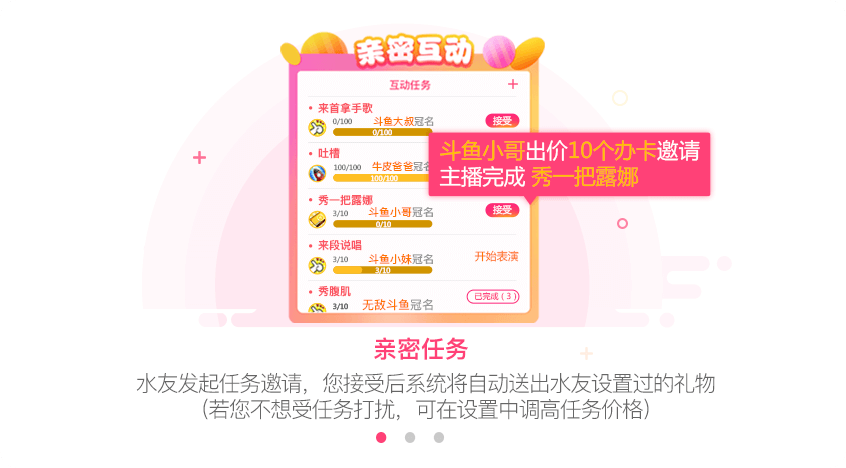 亲密互动
互动任务
来首拿手歌
0/100 斗鱼大叔冠名
接受
0/100
吐槽
100/100 牛皮爸爸冠名
100/100
斗鱼小哥出价10个办卡邀请
主播完成 秀一把露娜
秀一把露娜
3/10 斗鱼小哥冠名
接受
0/10
来段说唱
3/10 斗鱼小妹冠名
开始表演
3/10
秀腹肌
已完成(3)
3/10 无敌斗鱼冠名
亲密任务
水友发起任务邀请，您接受后系统将自动送出水友设置过的礼物
(若您不想受任务打扰，可在设置中调高任务价格)